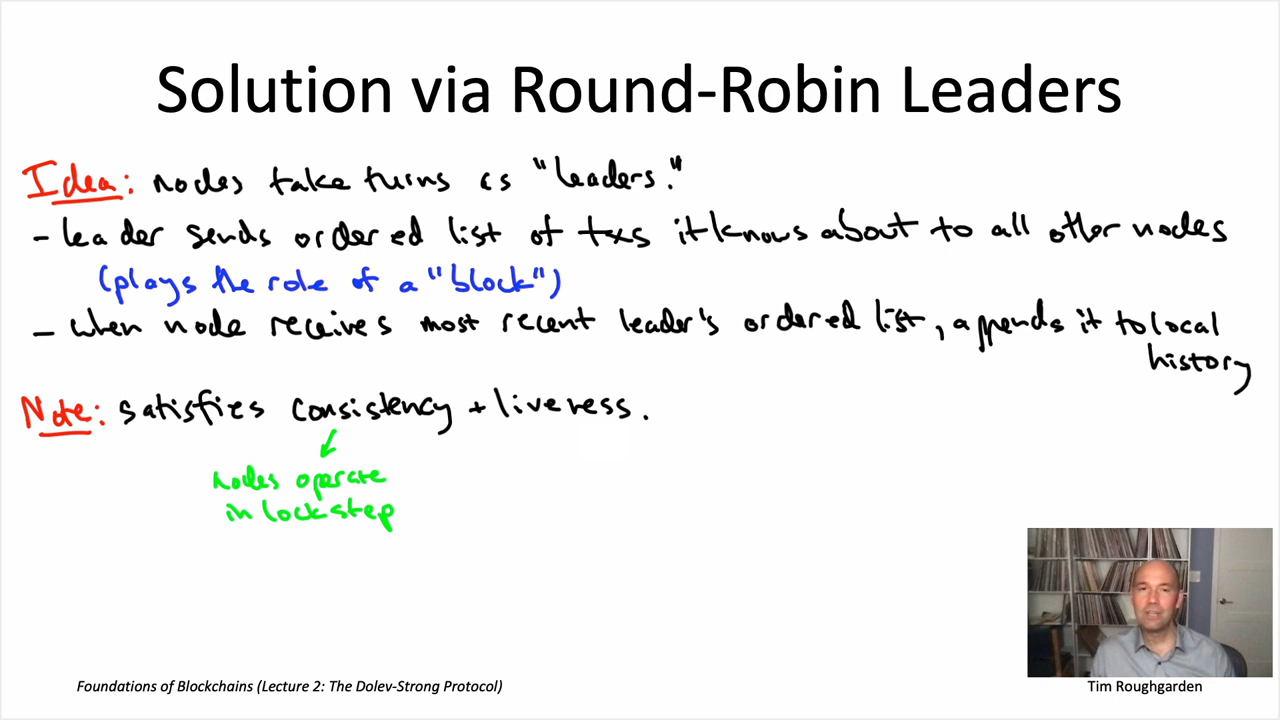 Solution via Round-Robin Leaders
Idea: nodes take turns as "leaders."
- leader sends ordered list of txs it knows about to all other nodes
(plays the role of a "block")
- when node receives most recent leader's ordered list, appends it to local
history
Note: satisfies consistency + liveness.
nodes operate
in lockstep
Foundations of Blockchains (Lecture 2: The Dolev-Strong Protocol)
Tim Roughgarden